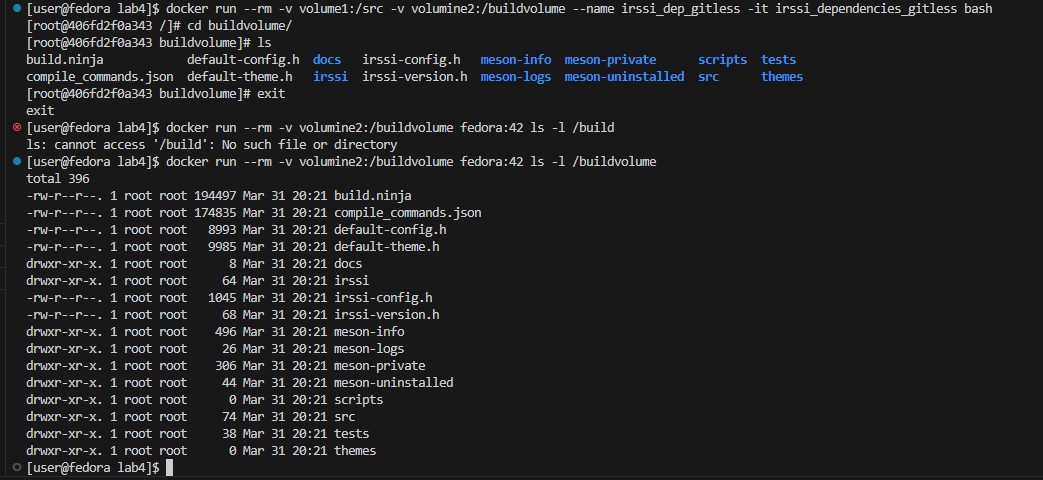 [user@fedora lab4]$ docker run --rm -v volume1:/src -v volumine2:/buildvolume --name irssi_dep_gitless -it irssi_dependencies_gitless bash
[root@406fd2f0a343 /]# cd buildvolume/
[root@406fd2f0a343 buildvolume]# ls
build.ninja            default-config.h  docs   irssi-config.h   meson-info  meson-private      scripts  tests
compile_commands.json  default-theme.h   irssi  irssi-version.h  meson-logs  meson-uninstalled  src      themes
[root@406fd2f0a343 buildvolume]# exit
exit
[user@fedora lab4]$ docker run --rm -v volumine2:/buildvolume fedora:42 ls -l /build
ls: cannot access '/build': No such file or directory
[user@fedora lab4]$ docker run --rm -v volumine2:/buildvolume fedora:42 ls -l /buildvolume
total 396
-rw-r--r--. 1 root root 194497 Mar 31 20:21 build.ninja
-rw-r--r--. 1 root root 174835 Mar 31 20:21 compile_commands.json
-rw-r--r--. 1 root root   8993 Mar 31 20:21 default-config.h
-rw-r--r--. 1 root root   9985 Mar 31 20:21 default-theme.h
drwxr-xr-x. 1 root root      8 Mar 31 20:21 docs
drwxr-xr-x. 1 root root     64 Mar 31 20:21 irssi
-rw-r--r--. 1 root root   1045 Mar 31 20:21 irssi-config.h
-rw-r--r--. 1 root root     68 Mar 31 20:21 irssi-version.h
drwxr-xr-x. 1 root root    496 Mar 31 20:21 meson-info
drwxr-xr-x. 1 root root     26 Mar 31 20:21 meson-logs
drwxr-xr-x. 1 root root    306 Mar 31 20:21 meson-private
drwxr-xr-x. 1 root root     44 Mar 31 20:21 meson-uninstalled
drwxr-xr-x. 1 root root      0 Mar 31 20:21 scripts
drwxr-xr-x. 1 root root     74 Mar 31 20:21 src
drwxr-xr-x. 1 root root     38 Mar 31 20:21 tests
drwxr-xr-x. 1 root root      0 Mar 31 20:21 themes
[user@fedora lab4]$